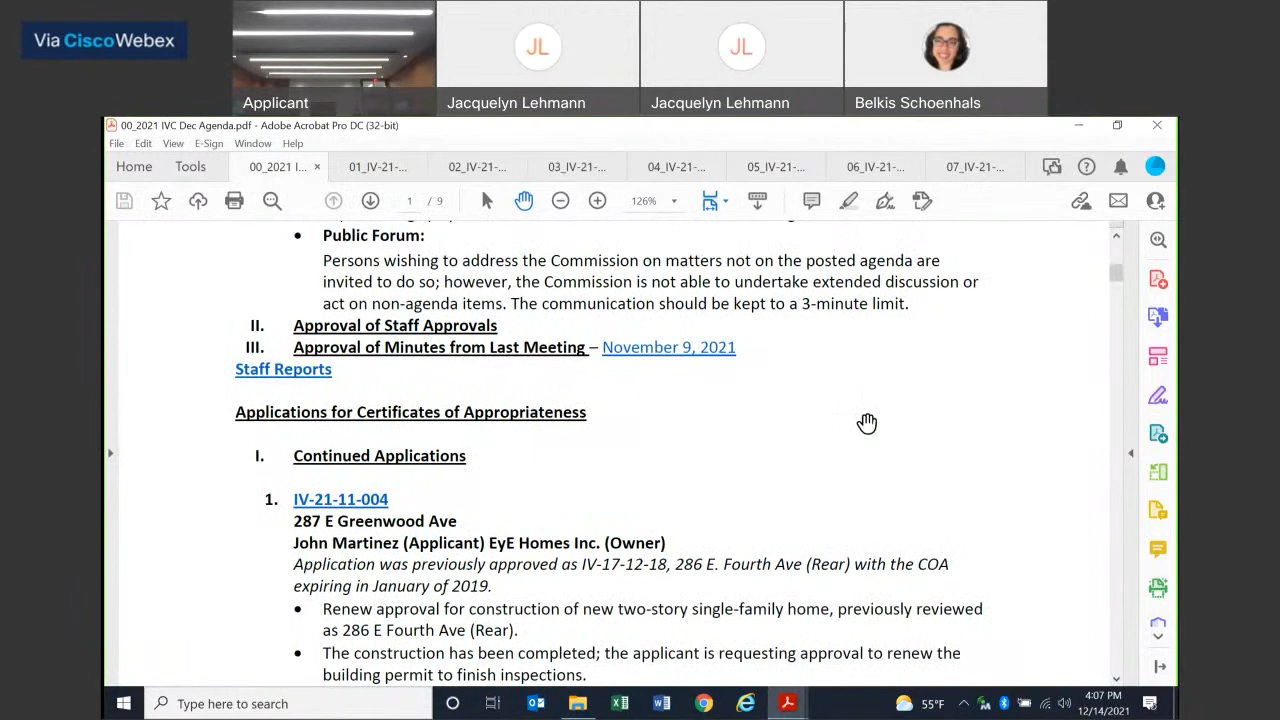 Via Cisco Webex
JL
JL
Applicant
Jacquelyn Lehmann
Jacquelyn Lehmann
Belkis Schoenhals
00_2021 IVC Dec Agenda.pdf - Adobe Acrobat Pro DC (32-bit)
File Edit View E-Sign Window Help
Home Tools 00_2021 I... × 01_IV-21-... 02_IV-21-... 03_IV-21-... 04_IV-21-... 05_IV-21-... 06_IV-21-... 07_IV-21-...
1 / 9 126%
• Public Forum:
Persons wishing to address the Commission on matters not on the posted agenda are
invited to do so; however, the Commission is not able to undertake extended discussion or
act on non-agenda items. The communication should be kept to a 3-minute limit.
II. Approval of Staff Approvals
III. Approval of Minutes from Last Meeting – November 9, 2021
Staff Reports
Applications for Certificates of Appropriateness
I. Continued Applications
1. IV-21-11-004
287 E Greenwood Ave
John Martinez (Applicant) EyE Homes Inc. (Owner)
Application was previously approved as IV-17-12-18, 286 E. Fourth Ave (Rear) with the COA
expiring in January of 2019.
• Renew approval for construction of new two-story single-family home, previously reviewed
as 286 E Fourth Ave (Rear).
• The construction has been completed; the applicant is requesting approval to renew the
building permit to finish inspections.
Type here to search
55°F
4:07 PM
12/14/2021